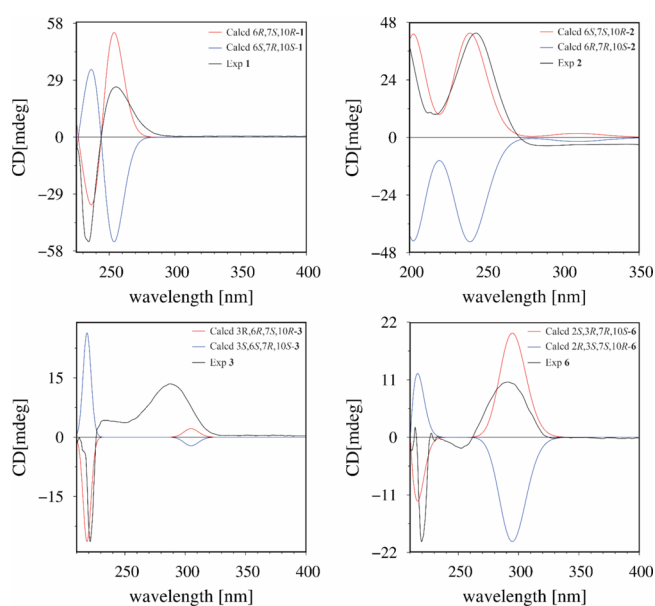 58
29
0
−29
−58
CD[mdeg]
Calcd 6R,7S,10R-1
Calcd 6S,7R,10S-1
Exp 1
250
300
350
400
wavelength [nm]
48
24
0
−24
−48
CD[mdeg]
Calcd 6S,7S,10R-2
Calcd 6R,7R,10S-2
Exp 2
200
250
300
350
wavelength [nm]
15
0
−15
CD[mdeg]
Calcd 3R,6R,7S,10R-3
Calcd 3S,6S,7R,10S-3
Exp 3
250
300
350
400
wavelength [nm]
22
11
0
−11
−22
CD[mdeg]
Calcd 2S,3R,7R,10S-6
Calcd 2R,3S,7S,10R-6
Exp 6
250
300
350
400
wavelength [nm]